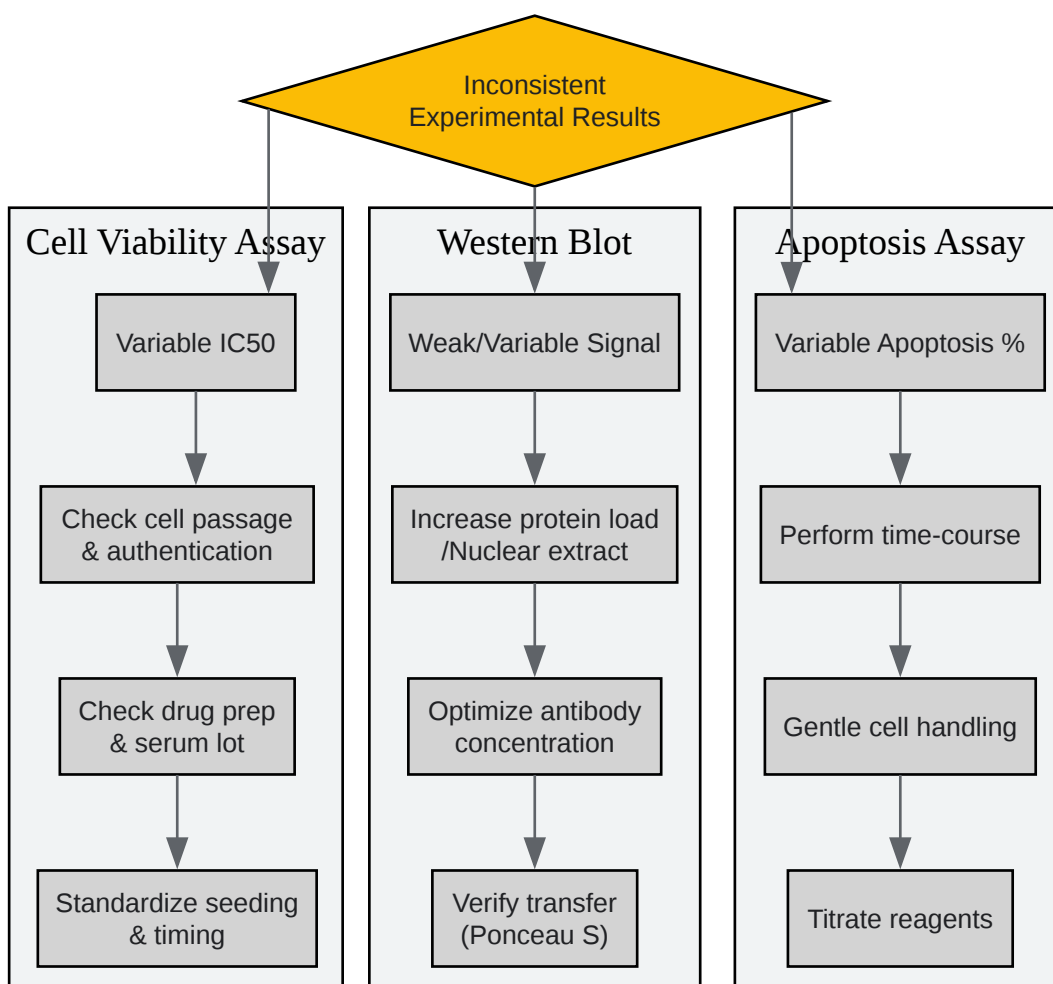 Inconsistent
Experimental Results
Cell Viability Assay
Variable IC50
Check cell passage
& authentication
Check drug prep
& serum lot
Standardize seeding
& timing
Western Blot
Weak/Variable Signal
Increase protein load
/Nuclear extract
Optimize antibody
concentration
Verify transfer
(Ponceau S)
Apoptosis Assay
Variable Apoptosis %
Perform time-course
Gentle cell handling
Titrate reagents